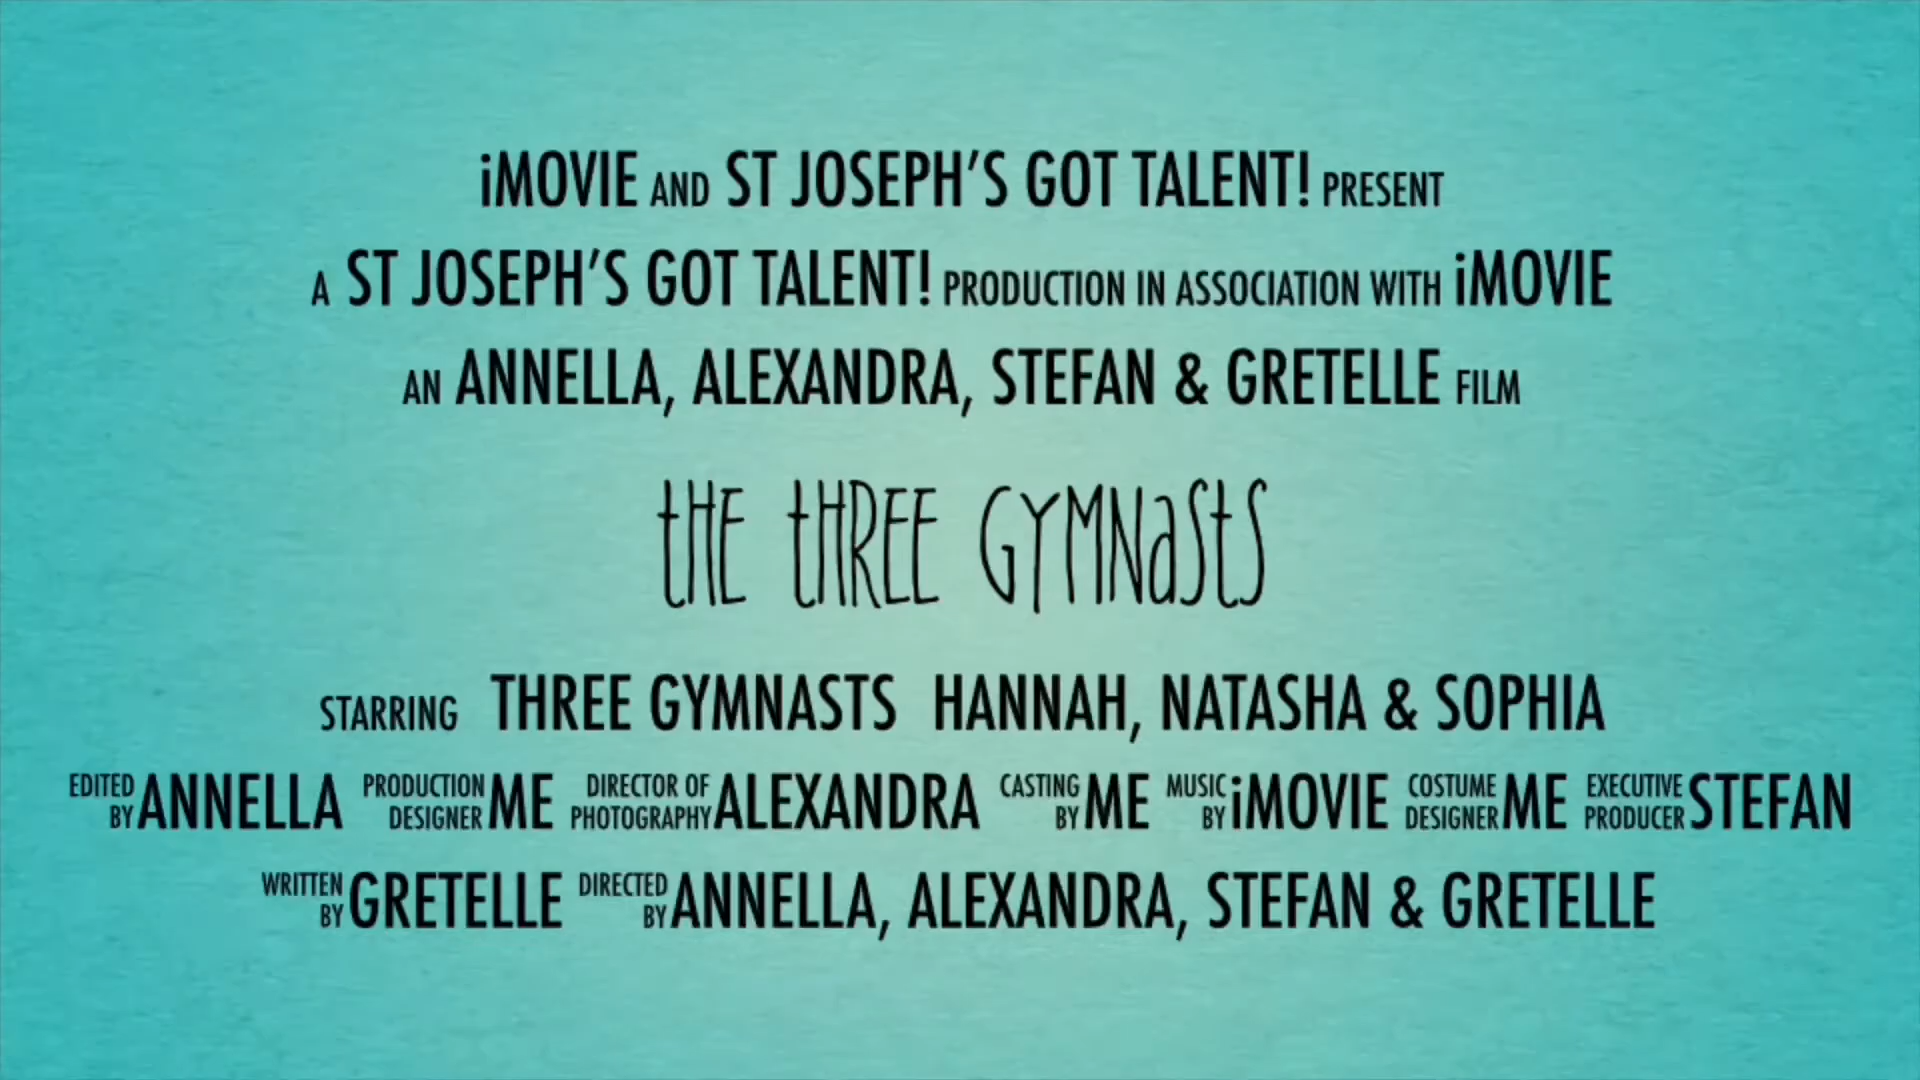 iMOVIE AND ST JOSEPH'S GOT TALENT! PRESENT
A ST JOSEPH'S GOT TALENT! PRODUCTION IN ASSOCIATION WITH iMOVIE
AN ANNELLA, ALEXANDRA, STEFAN & GRETELLE FILM
tHE tHREE GYMNaStS
STARRING THREE GYMNASTS HANNAH, NATASHA & SOPHIA
EDITED BY ANNELLA PRODUCTION DESIGNER ME DIRECTOR OF PHOTOGRAPHY ALEXANDRA CASTING BY ME MUSIC BY iMOVIE COSTUME DESIGNER ME EXECUTIVE PRODUCER STEFAN
WRITTEN BY GRETELLE DIRECTED BY ANNELLA, ALEXANDRA, STEFAN & GRETELLE